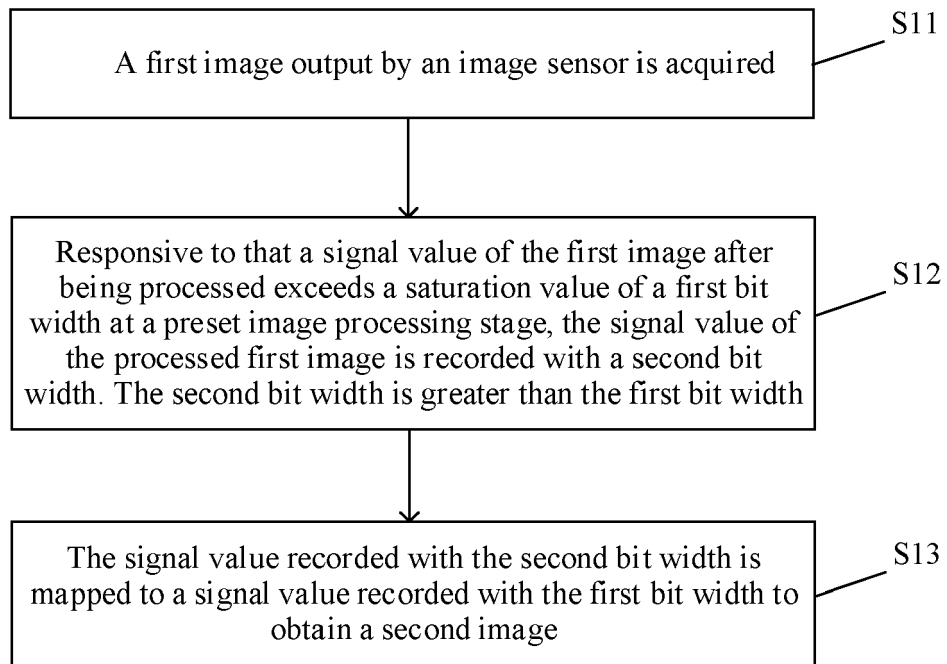 S11
A first image output by an image sensor is acquired
Responsive to that a signal value of the first image after
being processed exceeds a saturation value of a first bit
width at a preset image processing stage, the signal value of
the processed first image is recorded with a second bit
width. The second bit width is greater than the first bit width
S12
The signal value recorded with the second bit width is
mapped to a signal value recorded with the first bit width to
obtain a second image
S13